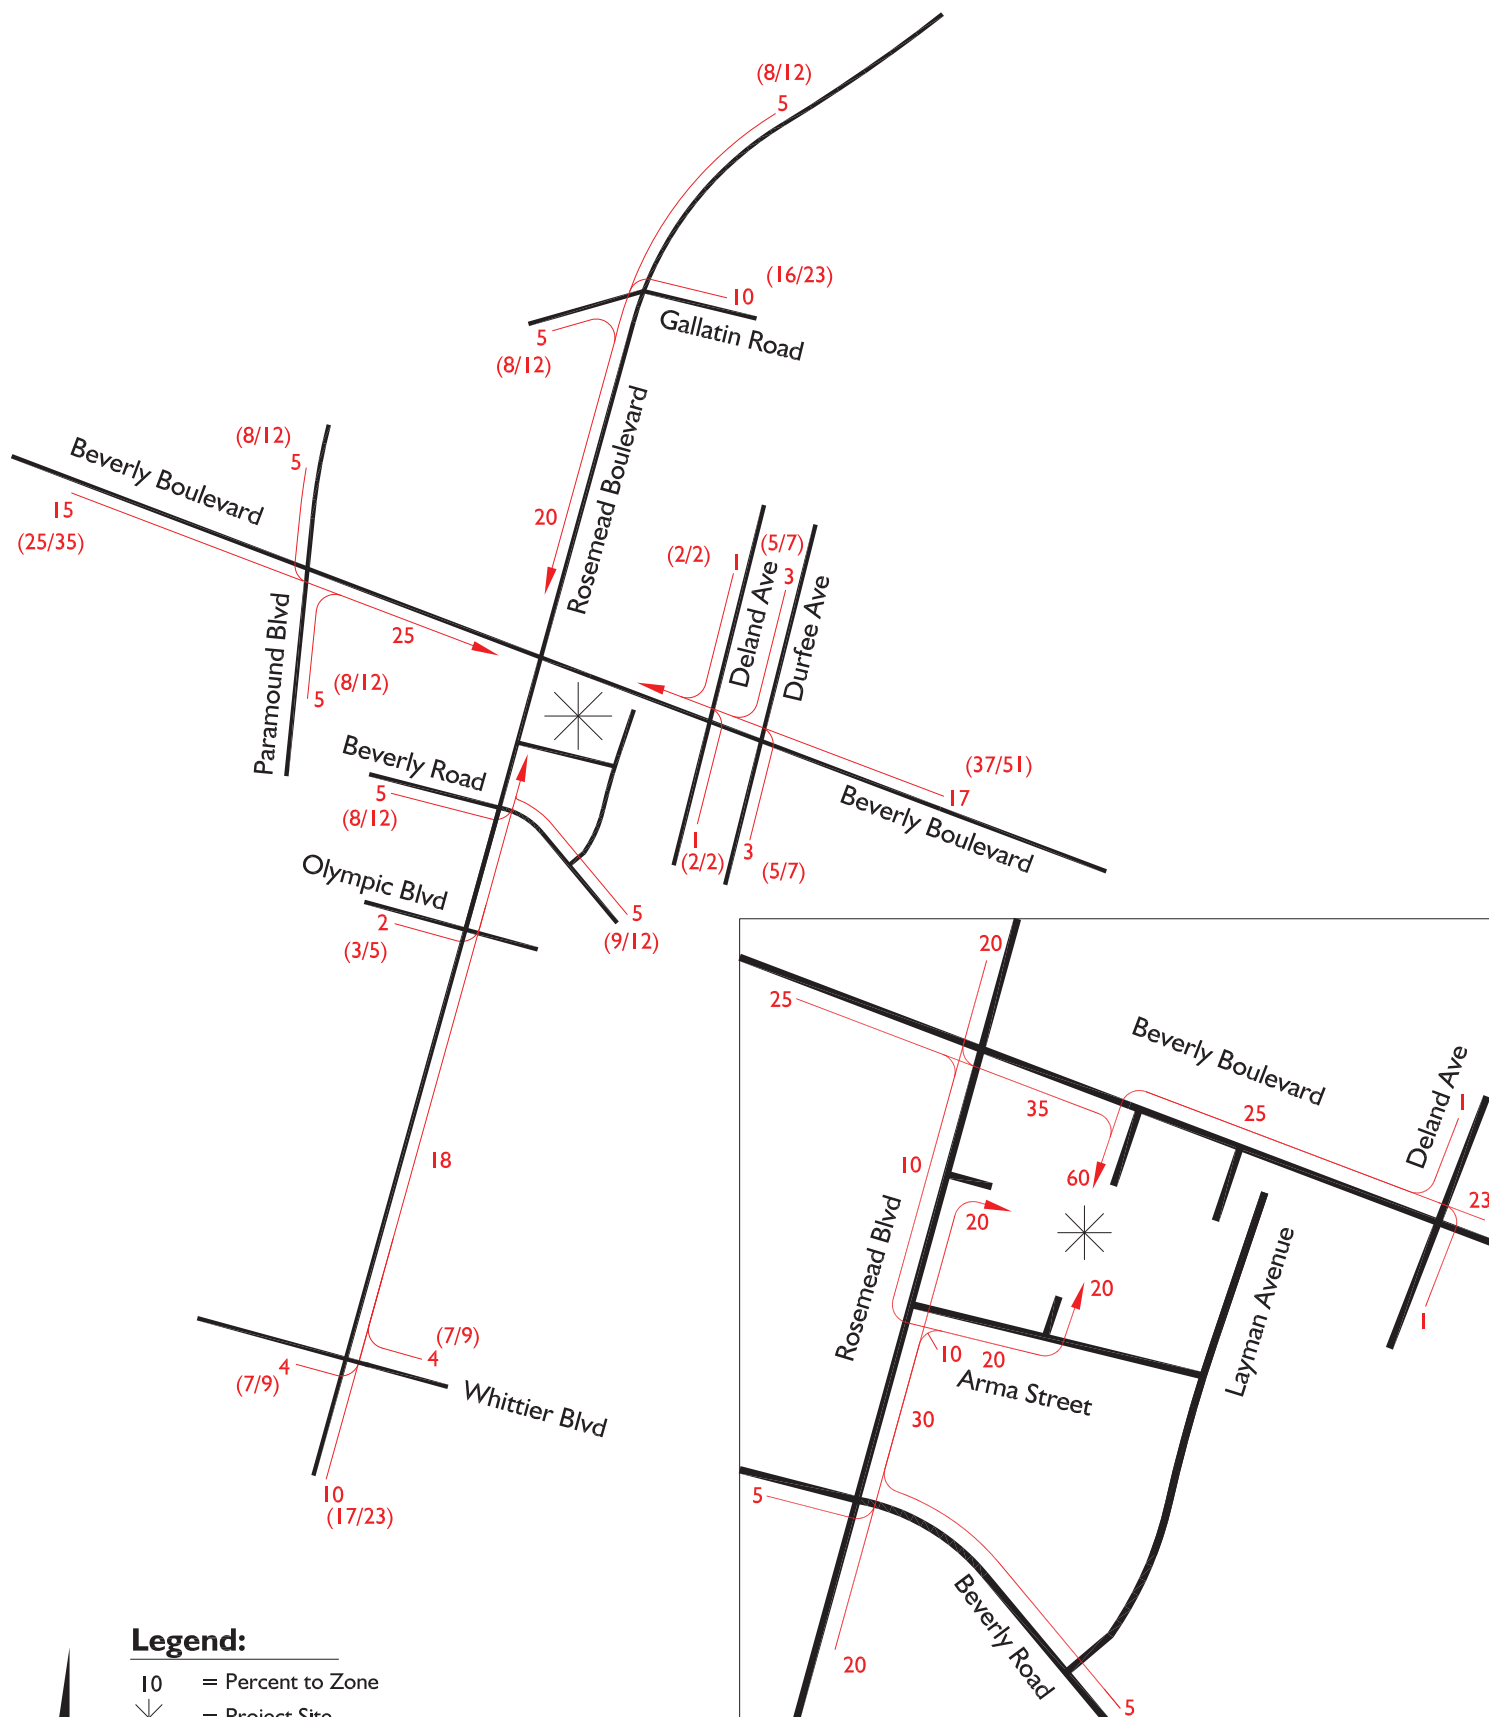 (8/12)
5
(16/23)
10
Gallatin Road
5
(8/12)
Rosemead Boulevard
20
Beverly Boulevard
(8/12)
5
15
(25/35)
Paramound Blvd
25
5
(8/12)
(2/2)
1
(5/7)
3
Deland Ave
Durfee Ave
(37/51)
17
Beverly Boulevard
1
(2/2)
3
(5/7)
Beverly Road
5
(8/12)
Olympic Blvd
2
(3/5)
5
(9/12)
18
(7/9)
4
4
(7/9)
Whittier Blvd
10
(17/23)
20
25
Beverly Boulevard
Deland Ave
1
35
25
10
60
23
20
Rosemead Blvd
20
Layman Avenue
1
10
20
Arma Street
30
5
Beverly Road
20
5
Legend:
10 = Percent to Zone
= Project Site